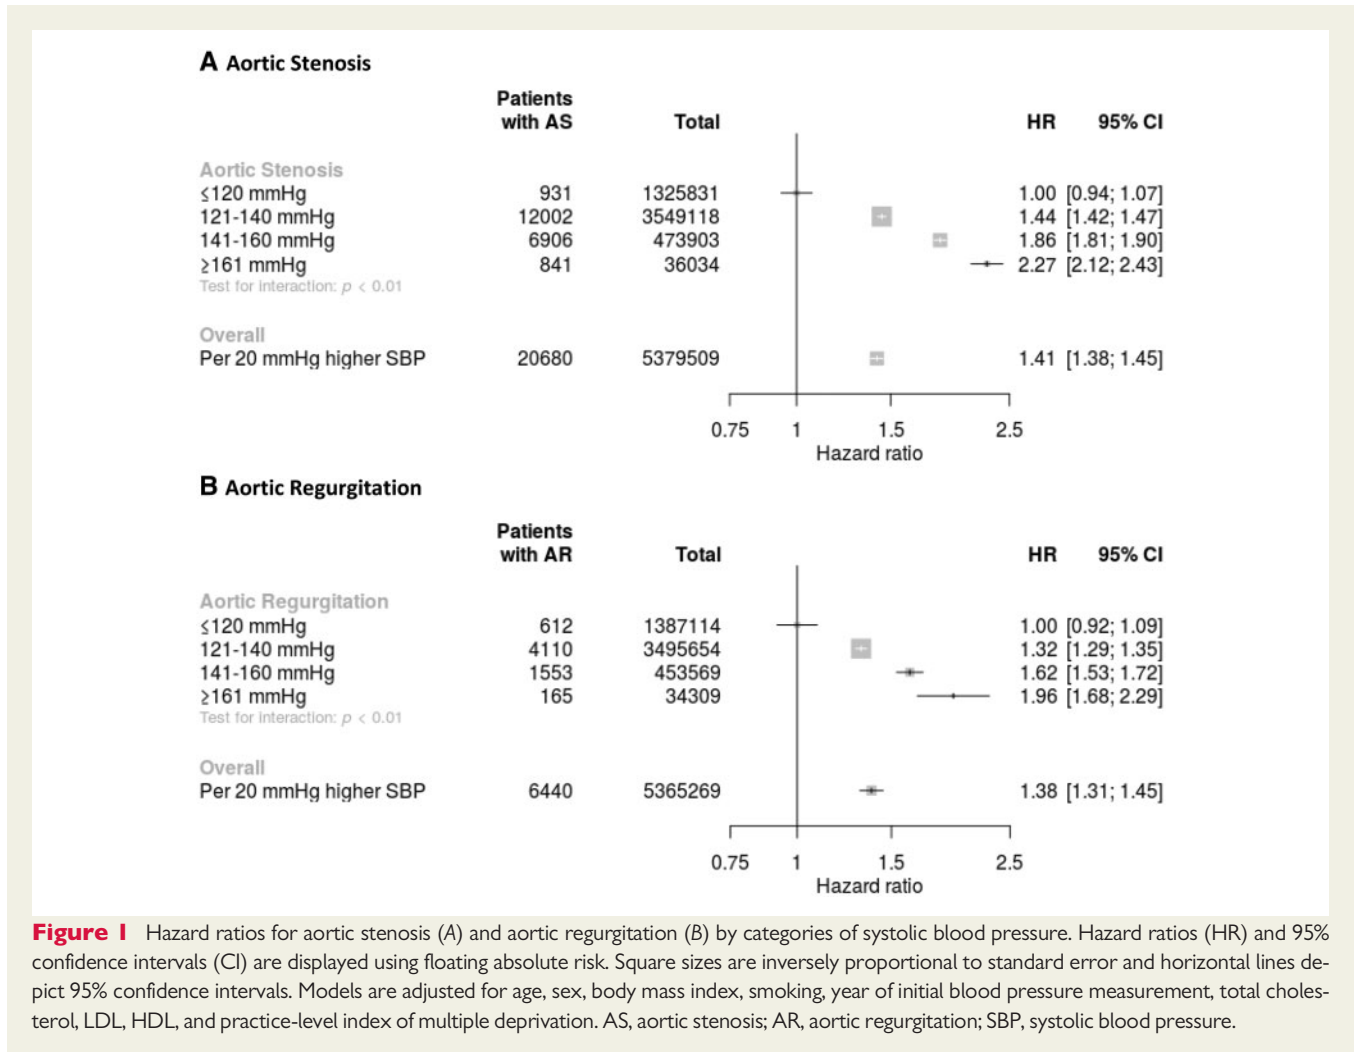 A Aortic Stenosis
Patients
with AS Total HR 95% CI
Aortic Stenosis
≤120 mmHg 931 1325831 1.00 [0.94; 1.07]
121-140 mmHg 12002 3549118 1.44 [1.42; 1.47]
141-160 mmHg 6906 473903 1.86 [1.81; 1.90]
≥161 mmHg 841 36034 2.27 [2.12; 2.43]
Test for interaction: p < 0.01
Overall
Per 20 mmHg higher SBP 20680 5379509 1.41 [1.38; 1.45]
0.75 1 1.5 2.5
Hazard ratio
B Aortic Regurgitation
Patients
with AR Total HR 95% CI
Aortic Regurgitation
≤120 mmHg 612 1387114 1.00 [0.92; 1.09]
121-140 mmHg 4110 3495654 1.32 [1.29; 1.35]
141-160 mmHg 1553 453569 1.62 [1.53; 1.72]
≥161 mmHg 165 34309 1.96 [1.68; 2.29]
Test for interaction: p < 0.01
Overall
Per 20 mmHg higher SBP 6440 5365269 1.38 [1.31; 1.45]
0.75 1 1.5 2.5
Hazard ratio
Figure 1 Hazard ratios for aortic stenosis (A) and aortic regurgitation (B) by categories of systolic blood pressure. Hazard ratios (HR) and 95%
confidence intervals (CI) are displayed using floating absolute risk. Square sizes are inversely proportional to standard error and horizontal lines de-
pict 95% confidence intervals. Models are adjusted for age, sex, body mass index, smoking, year of initial blood pressure measurement, total choles-
terol, LDL, HDL, and practice-level index of multiple deprivation. AS, aortic stenosis; AR, aortic regurgitation; SBP, systolic blood pressure.